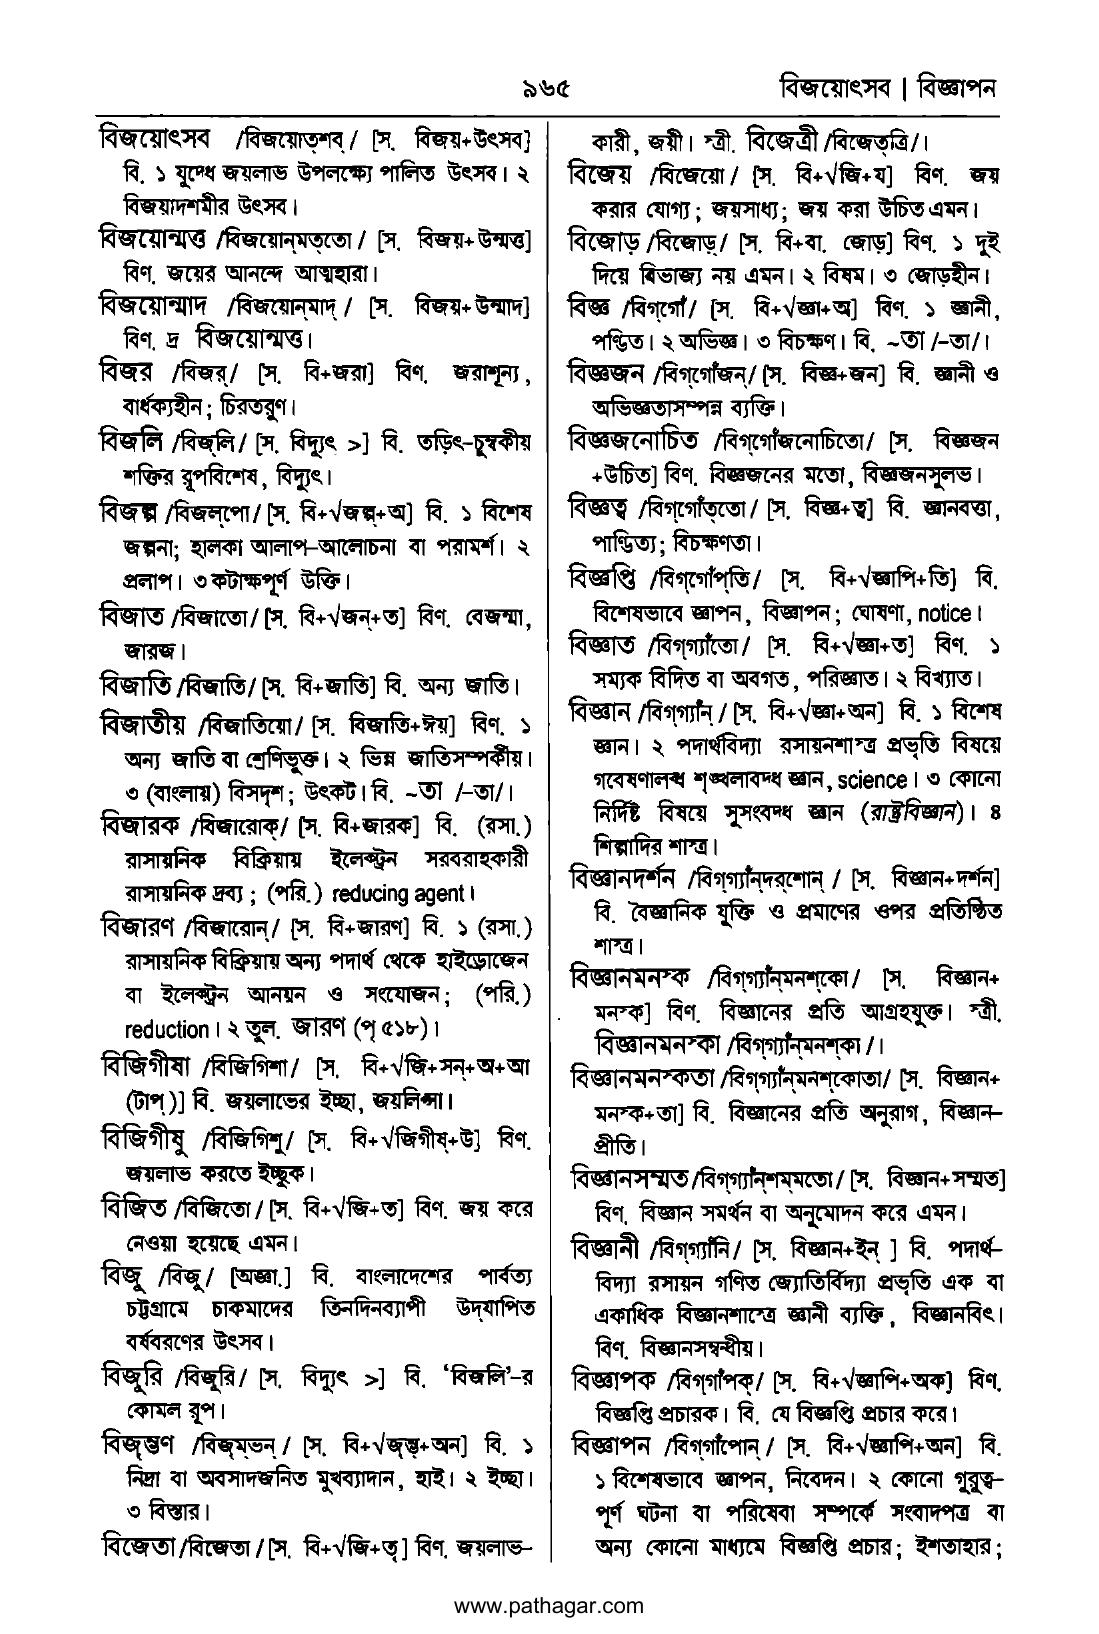 ৯৬৫
বিজয়োৎসব | বিজ্ঞাপন
বিজয়োৎসব /বিজয়োত্‌শব্‌/ [স. বিজয়+উৎসব]
বি. ১ যুদ্ধে জয়লাভ উপলক্ষ্যে পালিত উৎসব। ২
বিজয়াদশমীর উৎসব।
বিজয়োন্মত্ত /বিজয়োন্‌মত্‌তো/ [স. বিজয়+উন্মত্ত]
বিণ. জয়ের আনন্দে আত্মহারা।
বিজয়োন্মাদ /বিজয়োন্‌মাদ্‌/ [স. বিজয়+উন্মাদ]
বিণ. দ্র বিজয়োন্মত্ত।
বিজর /বিজর্‌/ [স. বি+জরা] বিণ. জরাশূন্য,
বার্ধক্যহীন; চিরতরুণ।
বিজলি /বিজ্‌লি/ [স. বিদ্যুৎ >] বি. তড়িৎ-চুম্বকীয়
শক্তির রূপবিশেষ, বিদ্যুৎ।
বিজল্প /বিজল্‌পো/ [স. বি+√জল্প্‌+অ] বি. ১ বিশেষ
জল্পনা; হালকা আলাপ-আলোচনা বা পরামর্শ। ২
প্রলাপ। ৩ কটাক্ষপূর্ণ উক্তি।
বিজাত /বিজাতো/ [স. বি+√জন্‌+ত] বিণ. বেজন্মা,
জারজ।
বিজাতি /বিজাতি/ [স. বি+জাতি] বি. অন্য জাতি।
বিজাতীয় /বিজাতিয়ো/ [স. বিজাতি+ঈয়] বিণ. ১
অন্য জাতি বা শ্রেণিভুক্ত। ২ ভিন্ন জাতিসম্পর্কীয়।
৩ (বাংলায়) বিসদৃশ; উৎকট। বি. ~তা /-তা/।
বিজারক /বিজারোক্‌/ [স. বি+জারক] বি. (রসা.)
রাসায়নিক বিক্রিয়ায় ইলেক্ট্রন সরবরাহকারী
রাসায়নিক দ্রব্য ; (পরি.) reducing agent।
বিজারণ /বিজারোন্‌/ [স. বি+জারণ] বি. ১ (রসা.)
রাসায়নিক বিক্রিয়ায় অন্য পদার্থ থেকে হাইড্রোজেন
বা ইলেক্ট্রন আনয়ন ও সংযোজন; (পরি.)
reduction। ২ তুল. জারণ (পৃ ৫১৮)।
বিজিগীষা /বিজিগিশা/ [স. বি+√জি+সন্‌+অ+আ
(টাপ্‌)] বি. জয়লাভের ইচ্ছা, জয়লিপ্সা।
বিজিগীষু /বিজিগিশু/ [স. বি+√জিগীষ্‌+উ] বিণ.
জয়লাভ করতে ইচ্ছুক।
বিজিত /বিজিতো/ [স. বি+√জি+ত] বিণ. জয় করে
নেওয়া হয়েছে এমন।
বিজু /বিজু/ [অজ্ঞা.] বি. বাংলাদেশের পার্বত্য
চট্টগ্রামে চাকমাদের তিনদিনব্যাপী উদ্‌যাপিত
বর্ষবরণের উৎসব।
বিজুরি /বিজুরি/ [স. বিদ্যুৎ >] বি. ‘বিজলি’-র
কোমল রূপ।
বিজৃম্ভণ /বিজৃম্‌ভন্‌/ [স. বি+√জৃম্ভ্‌+অন] বি. ১
নিদ্রা বা অবসাদজনিত মুখব্যাদান, হাই। ২ ইচ্ছা।
৩ বিস্তার।
বিজেতা /বিজেতা/ [স. বি+√জি+তৃ] বিণ. জয়লাভ-
কারী, জয়ী। স্ত্রী. বিজেত্রী /বিজেত্‌ত্রি/।
বিজেয় /বিজেয়ো/ [স. বি+√জি+য] বিণ. জয়
করার যোগ্য; জয়সাধ্য; জয় করা উচিত এমন।
বিজোড় /বিজোড়্‌/ [স. বি+বা. জোড়] বিণ. ১ দুই
দিয়ে বিভাজ্য নয় এমন। ২ বিষম। ৩ জোড়হীন।
বিজ্ঞ /বিগ্‌গোঁ/ [স. বি+√জ্ঞা+অ] বিণ. ১ জ্ঞানী,
পণ্ডিত। ২ অভিজ্ঞ। ৩ বিচক্ষণ। বি. ~তা /-তা/।
বিজ্ঞজন /বিগ্‌গোঁজন্‌/ [স. বিজ্ঞ+জন] বি. জ্ঞানী ও
অভিজ্ঞতাসম্পন্ন ব্যক্তি।
বিজ্ঞজনোচিত /বিগ্‌গোঁজনোচিতো/ [স. বিজ্ঞজন
+উচিত] বিণ. বিজ্ঞজনের মতো, বিজ্ঞজনসুলভ।
বিজ্ঞত্ব /বিগ্‌গোঁত্‌তো/ [স. বিজ্ঞ+ত্ব] বি. জ্ঞানবত্তা,
পাণ্ডিত্য; বিচক্ষণতা।
বিজ্ঞপ্তি /বিগ্‌গোঁপ্‌তি/ [স. বি+√জ্ঞাপি+তি] বি.
বিশেষভাবে জ্ঞাপন, বিজ্ঞাপন; ঘোষণা, notice।
বিজ্ঞাত /বিগ্‌গ্যাঁতো/ [স. বি+√জ্ঞা+ত] বিণ. ১
সম্যক বিদিত বা অবগত, পরিজ্ঞাত। ২ বিখ্যাত।
বিজ্ঞান /বিগ্‌গ্যাঁন্‌/ [স. বি+√জ্ঞা+অন] বি. ১ বিশেষ
জ্ঞান। ২ পদার্থবিদ্যা রসায়নশাস্ত্র প্রভৃতি বিষয়ে
গবেষণালব্ধ শৃঙ্খলাবদ্ধ জ্ঞান, science। ৩ কোনো
নির্দিষ্ট বিষয়ে সুসংবদ্ধ জ্ঞান (রাষ্ট্রবিজ্ঞান)। ৪
শিল্পাদির শাস্ত্র।
বিজ্ঞানদর্শন /বিগ্‌গ্যাঁন্‌দর্‌শোন্‌/ [স. বিজ্ঞান+দর্শন]
বি. বৈজ্ঞানিক যুক্তি ও প্রমাণের ওপর প্রতিষ্ঠিত
শাস্ত্র।
বিজ্ঞানমনস্ক /বিগ্‌গ্যাঁন্‌মনশ্‌কো/ [স. বিজ্ঞান+
মনস্ক] বিণ. বিজ্ঞানের প্রতি আগ্রহযুক্ত। স্ত্রী.
বিজ্ঞানমনস্কা /বিগ্‌গ্যাঁন্‌মনশ্‌কা/।
বিজ্ঞানমনস্কতা /বিগ্‌গ্যাঁন্‌মনশ্‌কোতা/ [স. বিজ্ঞান+
মনস্ক+তা] বি. বিজ্ঞানের প্রতি অনুরাগ, বিজ্ঞান-
প্রীতি।
বিজ্ঞানসম্মত /বিগ্‌গ্যাঁন্‌শম্‌মতো/ [স. বিজ্ঞান+সম্মত]
বিণ. বিজ্ঞান সমর্থন বা অনুমোদন করে এমন।
বিজ্ঞানী /বিগ্‌গ্যাঁনি/ [স. বিজ্ঞান+ইন্‌ ] বি. পদার্থ-
বিদ্যা রসায়ন গণিত জ্যোতির্বিদ্যা প্রভৃতি এক বা
একাধিক বিজ্ঞানশাস্ত্রে জ্ঞানী ব্যক্তি, বিজ্ঞানবিৎ।
বিণ. বিজ্ঞানসম্বন্ধীয়।
বিজ্ঞাপক /বিগ্‌গাঁপক্‌/ [স. বি+√জ্ঞাপি+অক] বিণ.
বিজ্ঞপ্তি প্রচারক। বি. যে বিজ্ঞপ্তি প্রচার করে।
বিজ্ঞাপন /বিগ্‌গাঁপোন্‌/ [স. বি+√জ্ঞাপি+অন] বি.
১ বিশেষভাবে জ্ঞাপন, নিবেদন। ২ কোনো গুরুত্ব-
পূর্ণ ঘটনা বা পরিষেবা সম্পর্কে সংবাদপত্র বা
অন্য কোনো মাধ্যমে বিজ্ঞপ্তি প্রচার; ইশতাহার;
www.pathagar.com